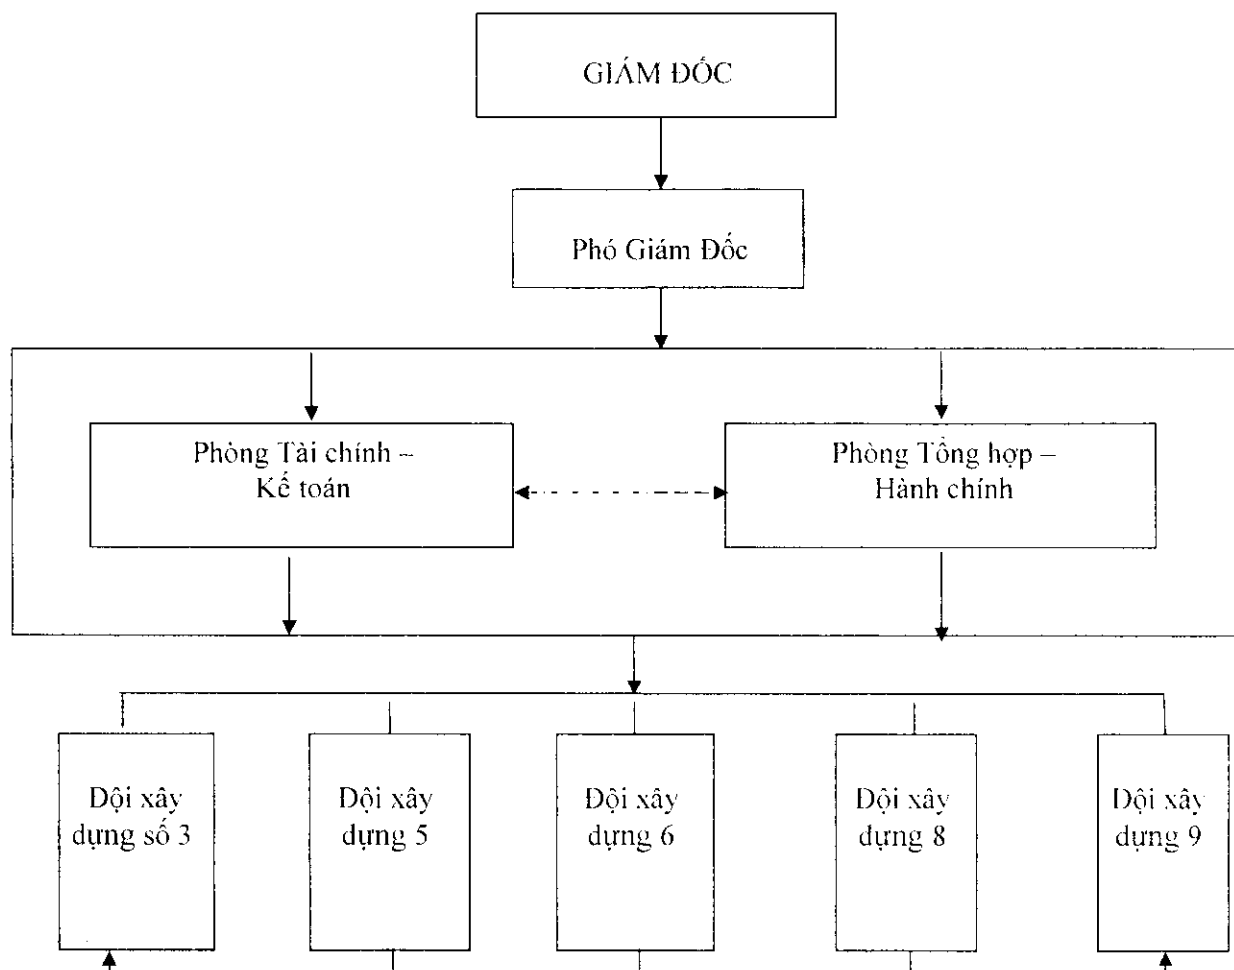 GIÁM ĐỐC
Phó Giám Đốc
Phòng Tài chính –
Kế toán
Phòng Tổng hợp –
Hành chính
Đội xây
dựng số 3
Đội xây
dựng 5
Đội xây
dựng 6
Đội xây
dựng 8
Đội xây
dựng 9